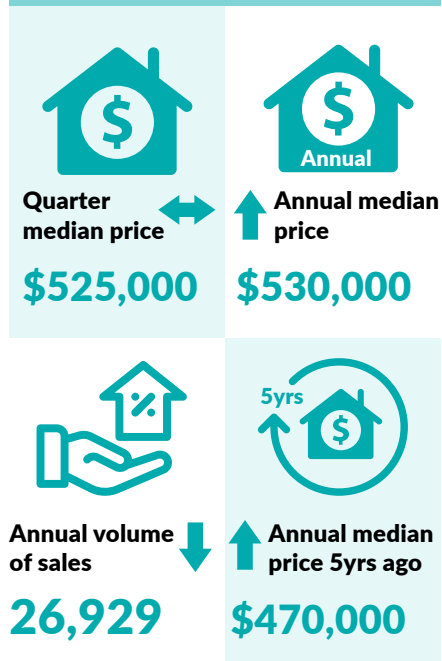 $
$
Annual
Quarter
median price
$525,000
Annual median
price
$530,000
%
5yrs
$
Annual volume
of sales
26,929
Annual median
price 5yrs ago
$470,000